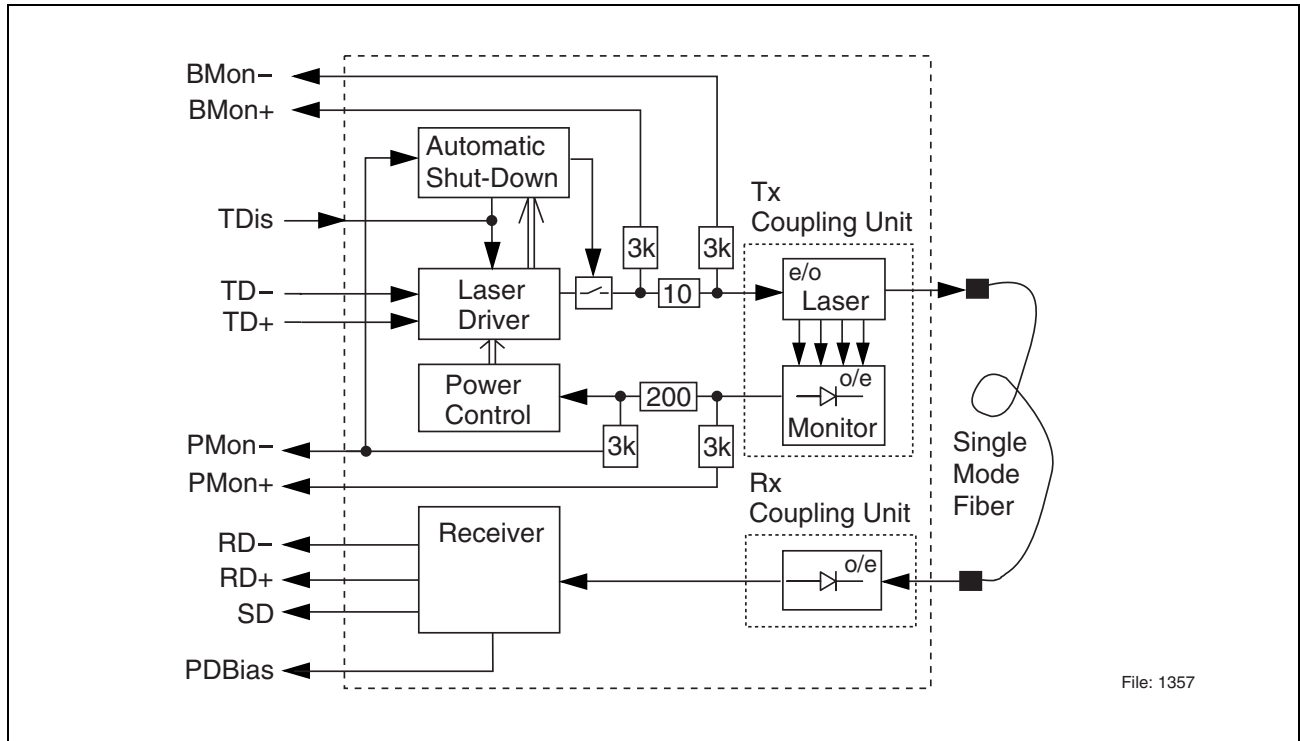 BMon−
BMon+
Automatic
Shut-Down
Tx
Coupling Unit
TDis
3k
3k
e/o
Laser
TD−
TD+
Laser
Driver
10
o/e
Monitor
Power
Control
200
3k
3k
PMon−
PMon+
Single
Mode
Fiber
Rx
Coupling Unit
RD−
RD+
SD
Receiver
o/e
PDBias
File: 1357